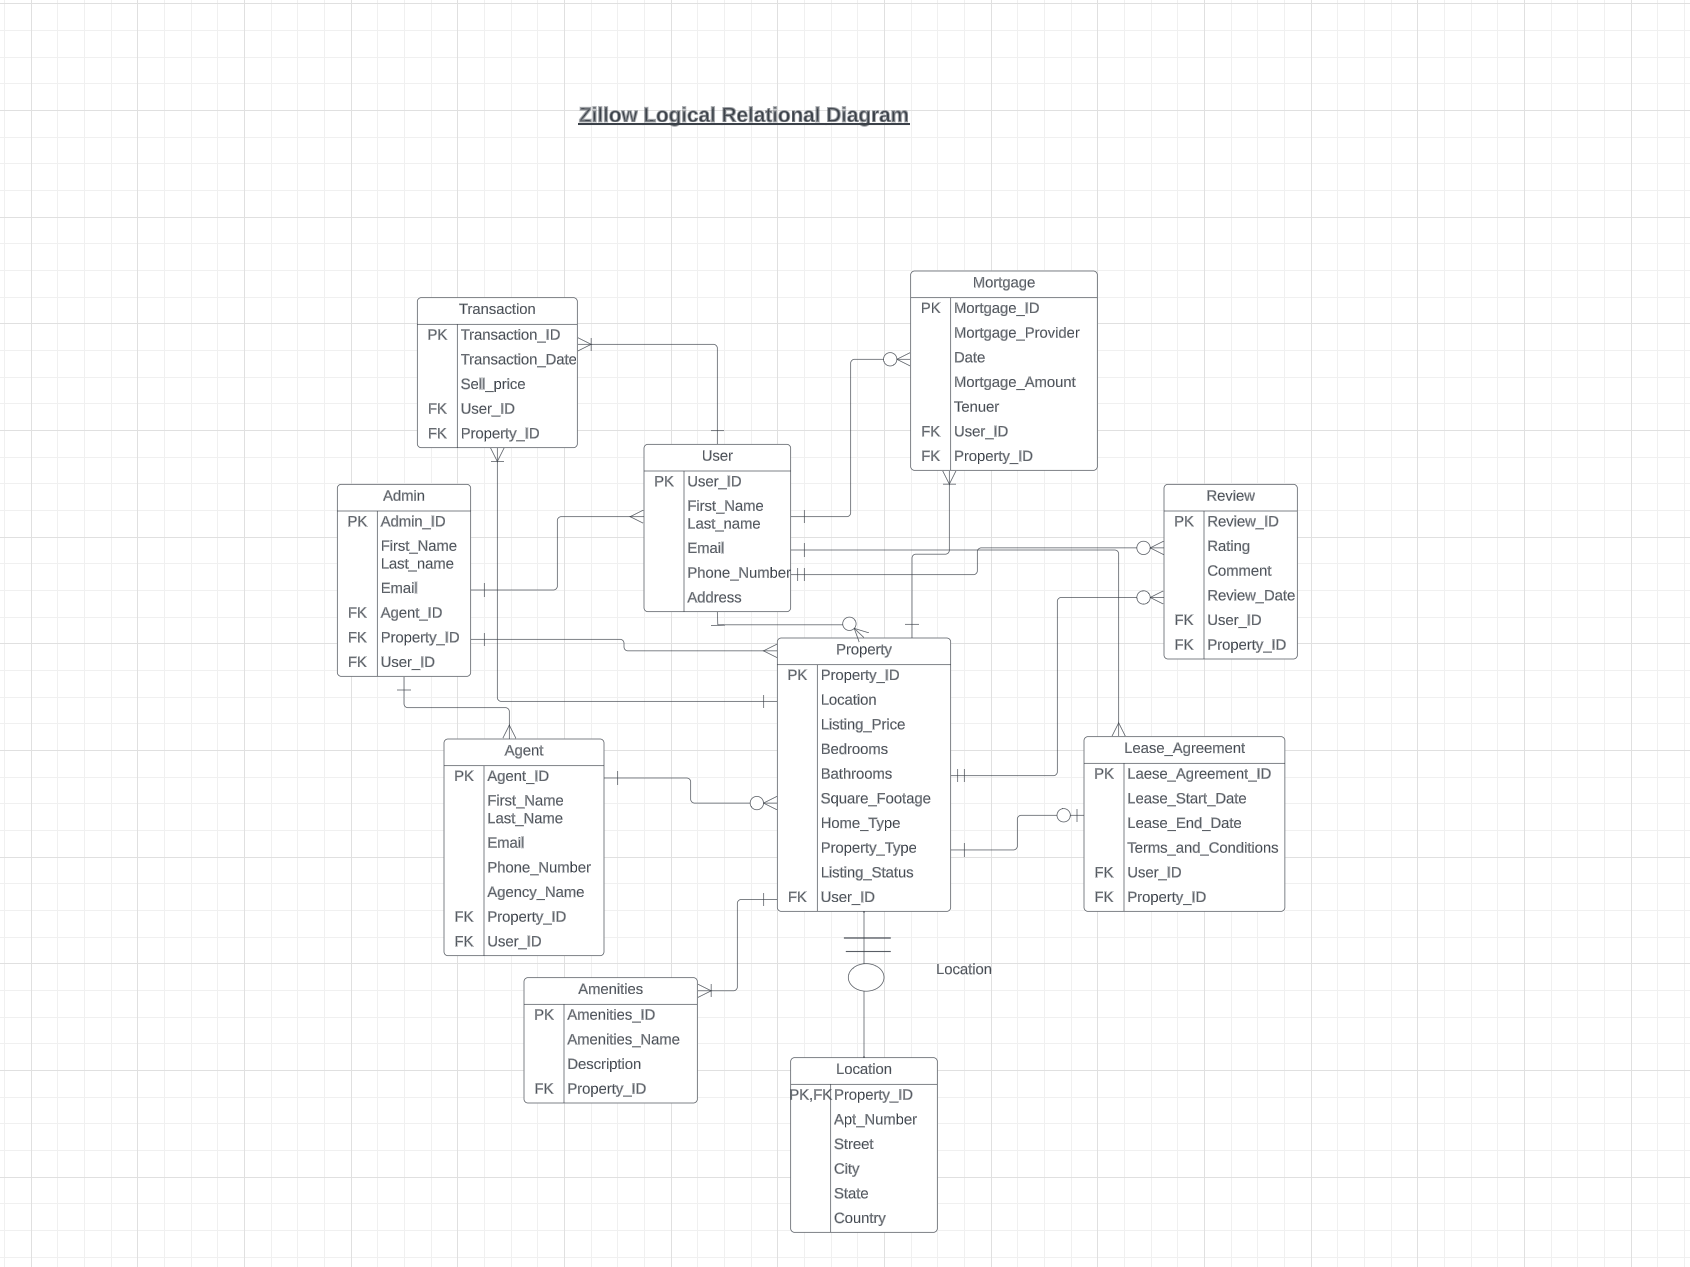 Zillow Logical Relational Diagram
Mortgage
PK Mortgage_ID
Mortgage_Provider
Date
Mortgage_Amount
Tenuer
FK User_ID
FK Property_ID
Transaction
PK Transaction_ID
Transaction_Date
Sell_price
FK User_ID
FK Property_ID
User
PK User_ID
First_Name
Last_name
Email
Phone_Number
Address
Admin
PK Admin_ID
First_Name
Last_name
Email
FK Agent_ID
FK Property_ID
FK User_ID
Review
PK Review_ID
Rating
Comment
Review_Date
FK User_ID
FK Property_ID
Property
PK Property_ID
Location
Listing_Price
Bedrooms
Bathrooms
Square_Footage
Home_Type
Property_Type
Listing_Status
FK User_ID
Agent
PK Agent_ID
First_Name
Last_Name
Email
Phone_Number
Agency_Name
FK Property_ID
FK User_ID
Lease_Agreement
PK Laese_Agreement_ID
Lease_Start_Date
Lease_End_Date
Terms_and_Conditions
FK User_ID
FK Property_ID
Location
Amenities
PK Amenities_ID
Amenities_Name
Description
FK Property_ID
Location
PK,FK Property_ID
Apt_Number
Street
City
State
Country